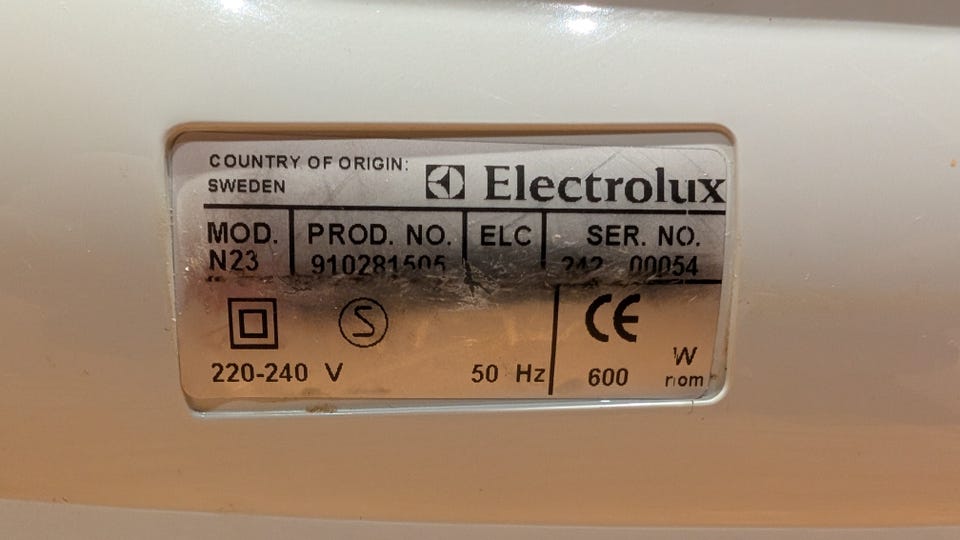 COUNTRY OF ORIGIN:
SWEDEN
Electrolux
MOD. PROD. NO. ELC SER. NO.
N23 910281505 242 00054
S
CE
220-240 V 50 Hz 600 W nom